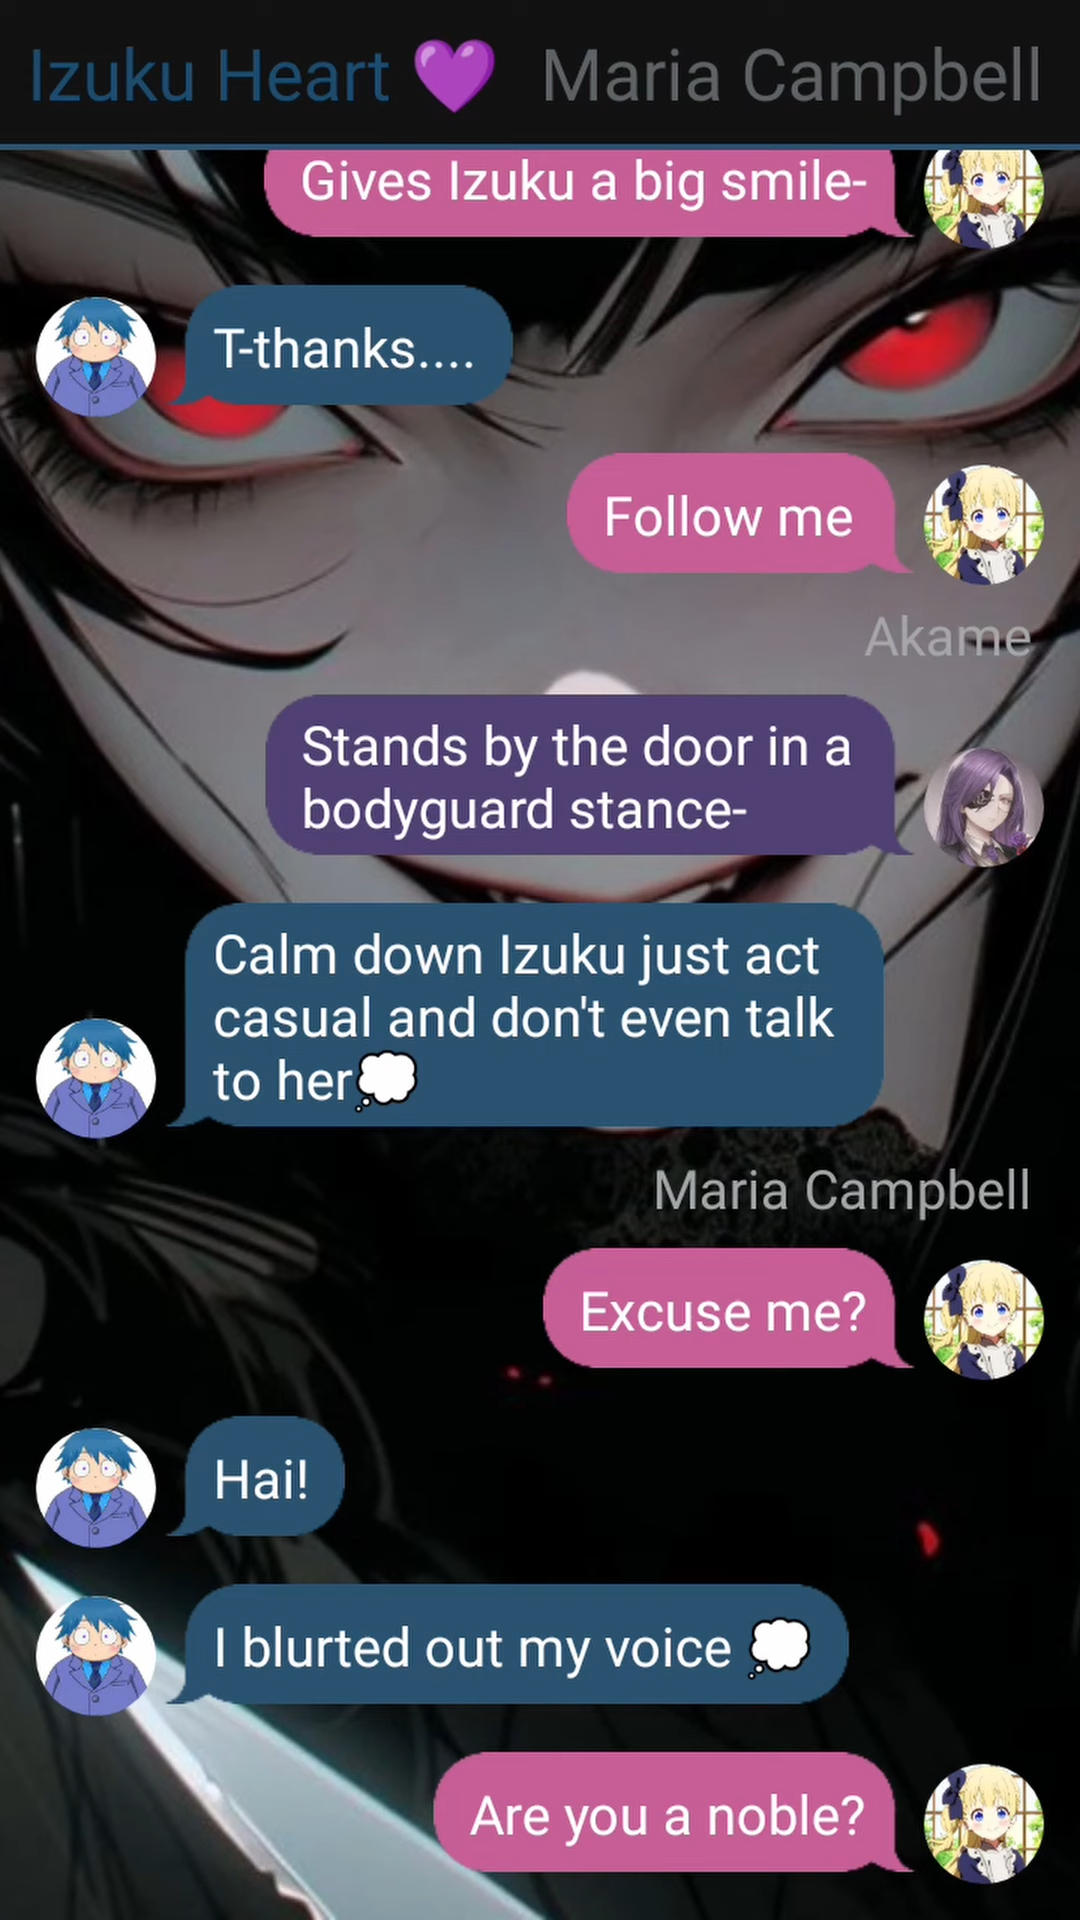 Izuku Heart 💜 Maria Campbell
Gives Izuku a big smile-
T-thanks....
Follow me
Akame
Stands by the door in a
bodyguard stance-
Calm down Izuku just act
casual and don't even talk
to her💭
Maria Campbell
Excuse me?
Hai!
I blurted out my voice 💭
Are you a noble?